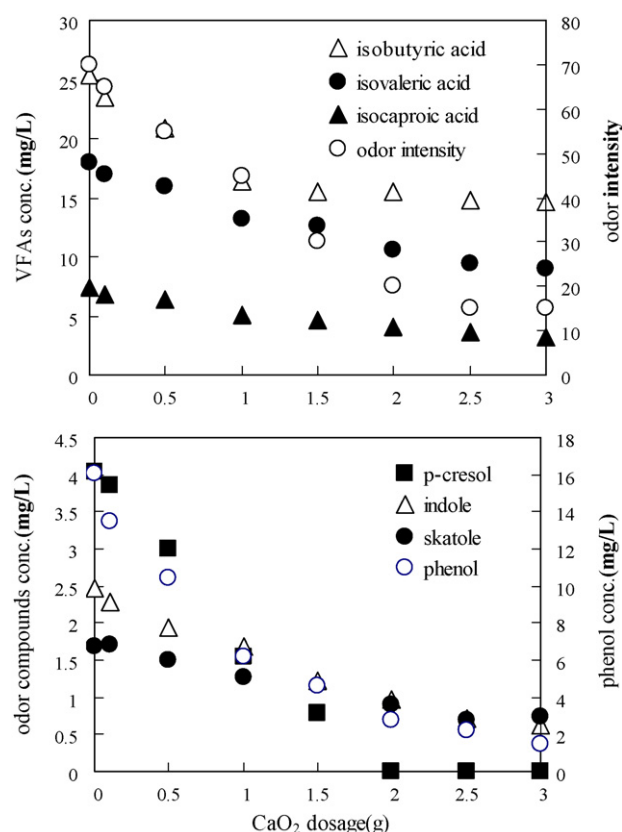 30
25
20
15
10
5
0
VFAs conc.(mg/L)
isobutyric acid
isovaleric acid
isocaproic acid
odor intensity
80
70
60
50
40
30
20
10
0
odor intensity
0 0.5 1 1.5 2 2.5 3
4.5
4
3.5
3
2.5
2
1.5
1
0.5
0
odor compounds conc.(mg/L)
p-cresol
indole
skatole
phenol
18
16
14
12
10
8
6
4
2
0
phenol conc.(mg/L)
0 0.5 1 1.5 2 2.5 3
CaO2 dosage(g)